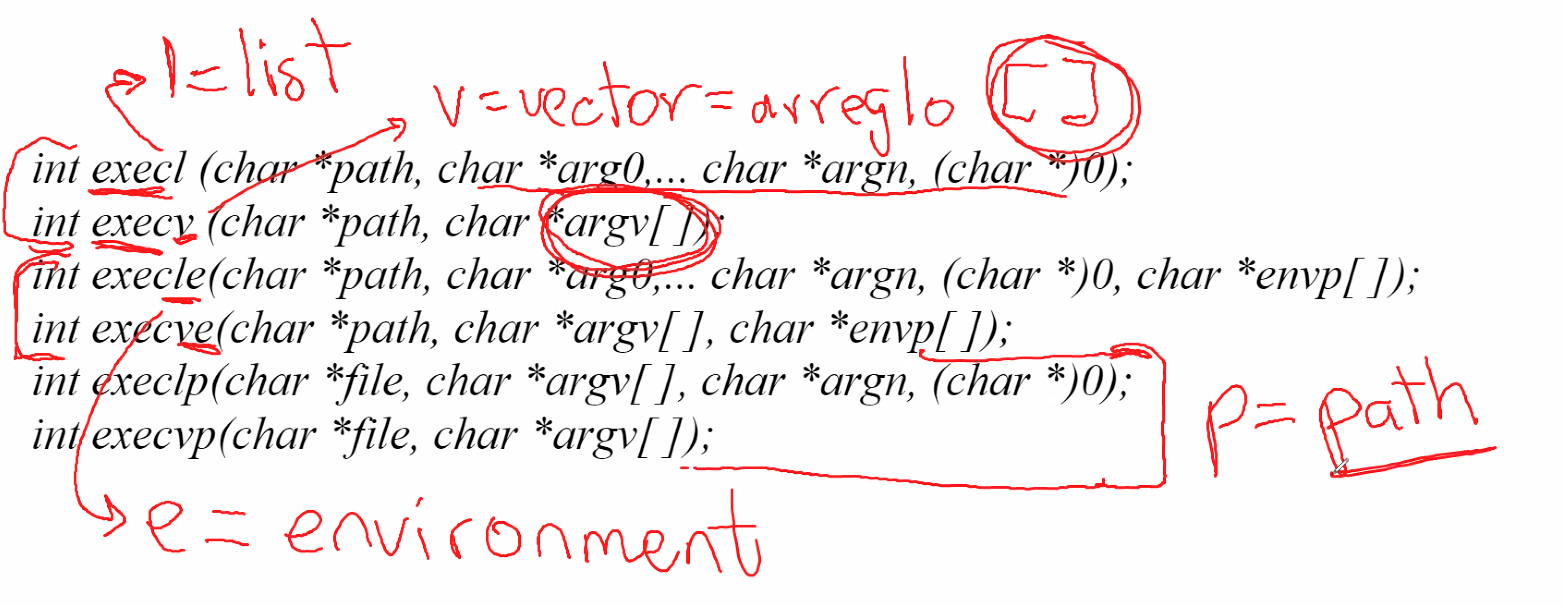 l=list
v=vector=arreglo []
int execl (char *path, char *arg0,... char *argn, (char *)0);
int execv (char *path, char *argv[ ]);
int execle(char *path, char *arg0,... char *argn, (char *)0, char *envp[ ]);
int execve(char *path, char *argv[ ], char *envp[ ]);
int execlp(char *file, char *argv[ ], char *argn, (char *)0);
int execvp(char *file, char *argv[ ]);
p=path
e=environment